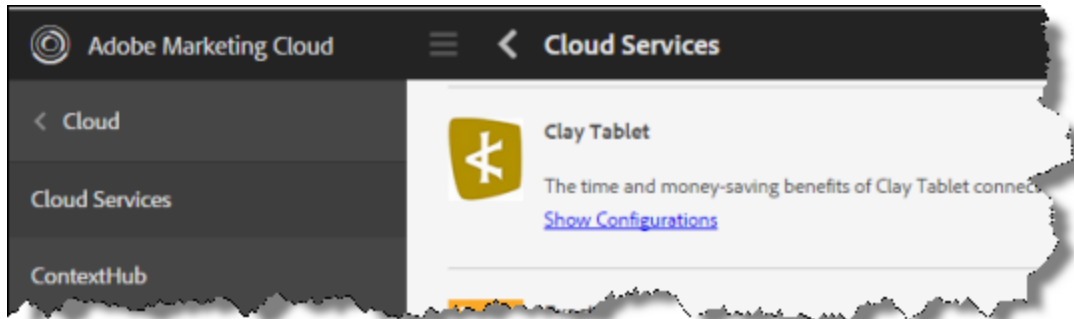 Adobe Marketing Cloud
Cloud Services
Cloud
Clay Tablet
Cloud Services
The time and money-saving benefits of Clay Tablet
Show Configurations
ContextHub